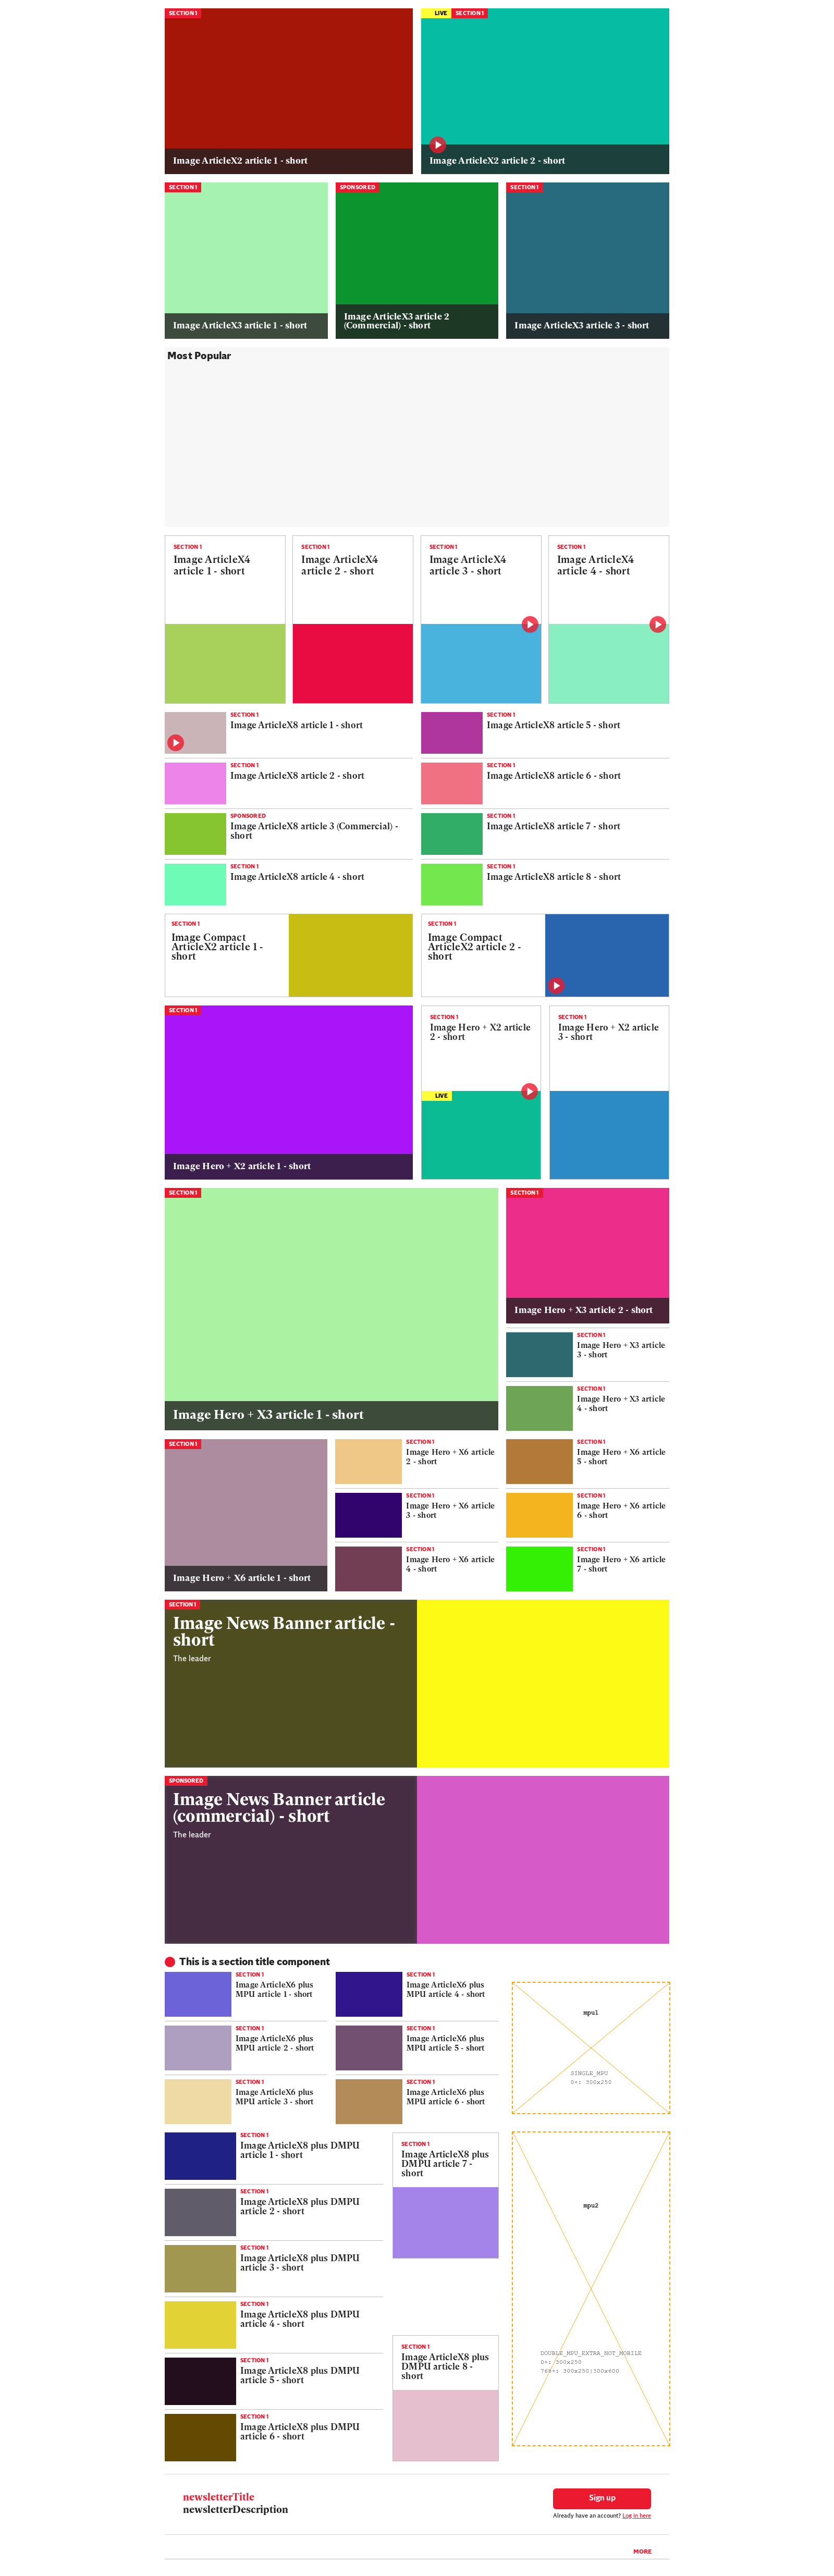 SECTION 1
Image ArticleX2 article 1 - short
LIVE SECTION 1
Image ArticleX2 article 2 - short
SECTION 1
Image ArticleX3 article 1 - short
SPONSORED
Image ArticleX3 article 2
(Commercial) - short
SECTION 1
Image ArticleX3 article 3 - short
Most Popular
SECTION 1
Image ArticleX4
article 1 - short
SECTION 1
Image ArticleX4
article 2 - short
SECTION 1
Image ArticleX4
article 3 - short
SECTION 1
Image ArticleX4
article 4 - short
SECTION 1
Image ArticleX8 article 1 - short
SECTION 1
Image ArticleX8 article 2 - short
SPONSORED
Image ArticleX8 article 3 (Commercial) -
short
SECTION 1
Image ArticleX8 article 4 - short
SECTION 1
Image ArticleX8 article 5 - short
SECTION 1
Image ArticleX8 article 6 - short
SECTION 1
Image ArticleX8 article 7 - short
SECTION 1
Image ArticleX8 article 8 - short
SECTION 1
Image Compact
ArticleX2 article 1 -
short
SECTION 1
Image Compact
ArticleX2 article 2 -
short
SECTION 1
Image Hero + X2 article 1 - short
SECTION 1
Image Hero + X2 article
2 - short
LIVE
SECTION 1
Image Hero + X2 article
3 - short
SECTION 1
Image Hero + X3 article 1 - short
SECTION 1
Image Hero + X3 article 2 - short
SECTION 1
Image Hero + X3 article
3 - short
SECTION 1
Image Hero + X3 article
4 - short
SECTION 1
Image Hero + X6 article 1 - short
SECTION 1
Image Hero + X6 article
2 - short
SECTION 1
Image Hero + X6 article
3 - short
SECTION 1
Image Hero + X6 article
4 - short
SECTION 1
Image Hero + X6 article
5 - short
SECTION 1
Image Hero + X6 article
6 - short
SECTION 1
Image Hero + X6 article
7 - short
SECTION 1
Image News Banner article -
short
The leader
SPONSORED
Image News Banner article
(commercial) - short
The leader
This is a section title component
SECTION 1
Image ArticleX6 plus
MPU article 1 - short
SECTION 1
Image ArticleX6 plus
MPU article 2 - short
SECTION 1
Image ArticleX6 plus
MPU article 3 - short
SECTION 1
Image ArticleX6 plus
MPU article 4 - short
SECTION 1
Image ArticleX6 plus
MPU article 5 - short
SECTION 1
Image ArticleX6 plus
MPU article 6 - short
mpu1
SINGLE_MPU
0+: 300x250
SECTION 1
Image ArticleX8 plus DMPU
article 1 - short
SECTION 1
Image ArticleX8 plus DMPU
article 2 - short
SECTION 1
Image ArticleX8 plus DMPU
article 3 - short
SECTION 1
Image ArticleX8 plus DMPU
article 4 - short
SECTION 1
Image ArticleX8 plus DMPU
article 5 - short
SECTION 1
Image ArticleX8 plus DMPU
article 6 - short
SECTION 1
Image ArticleX8 plus
DMPU article 7 -
short
SECTION 1
Image ArticleX8 plus
DMPU article 8 -
short
mpu2
DOUBLE_MPU_EXTRA_NOT_MOBILE
0+: 300x250
768+: 300x250|300x600
newsletterTitle
newsletterDescription
Sign up
Already have an account? Log in here
MORE